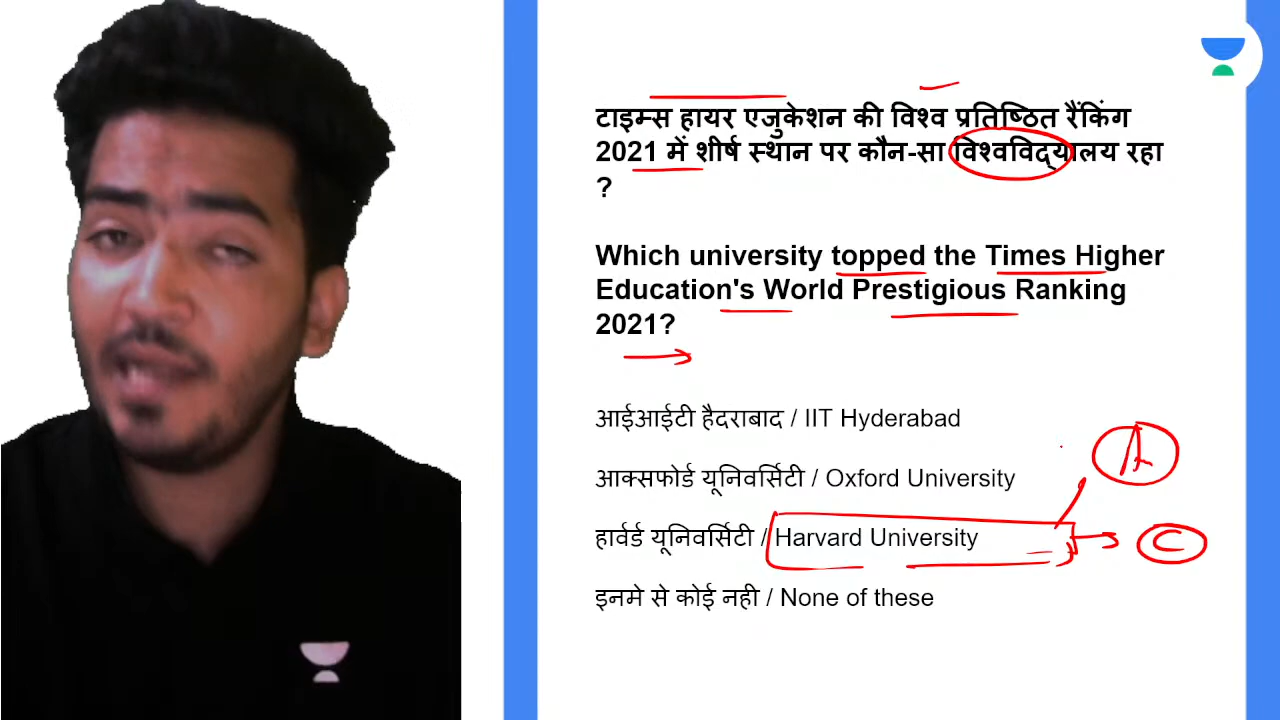 टाइम्स हायर एजुकेशन की विश्व प्रतिष्ठित रैंकिंग
2021 में शीर्ष स्थान पर कौन-सा विश्वविद्यालय रहा
?
Which university topped the Times Higher
Education's World Prestigious Ranking
2021?
आईआईटी हैदराबाद / IIT Hyderabad
आक्सफोर्ड यूनिवर्सिटी / Oxford University
हार्वर्ड यूनिवर्सिटी / Harvard University
C
इनमे से कोई नही / None of these